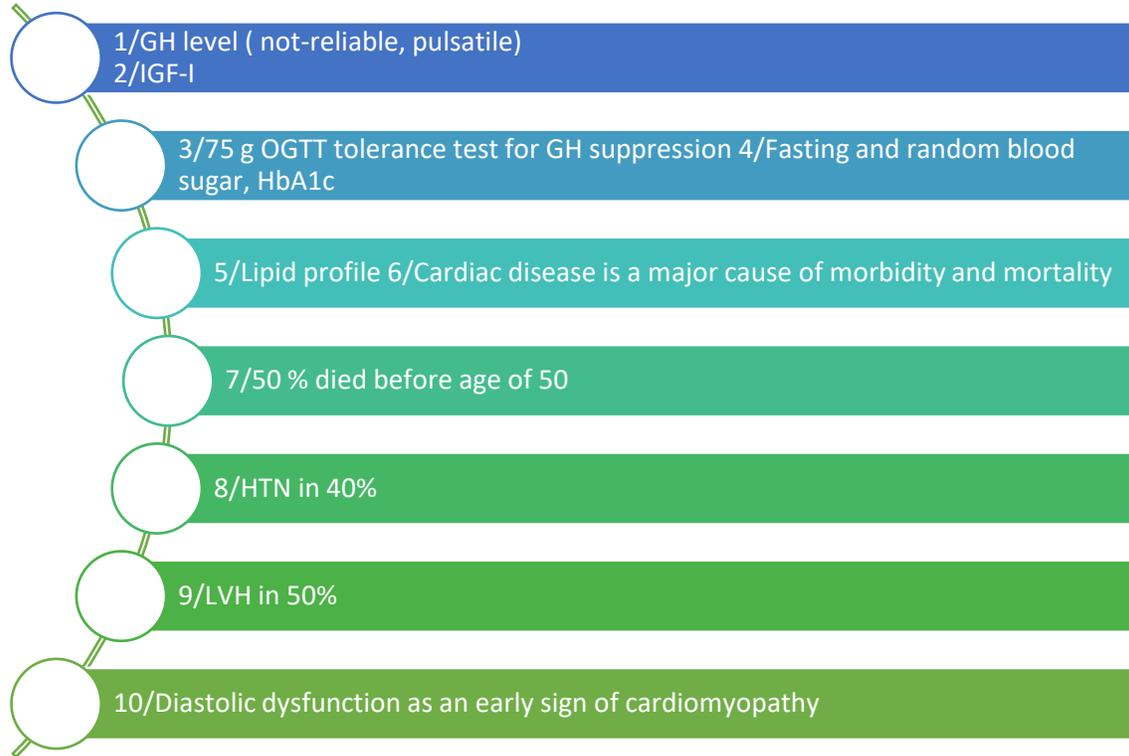 1/GH level ( not-reliable, pulsatile)
2/IGF-I
3/75 g OGTT tolerance test for GH suppression 4/Fasting and random blood
sugar, HbA1c
5/Lipid profile 6/Cardiac disease is a major cause of morbidity and mortality
7/50 % died before age of 50
8/HTN in 40%
9/LVH in 50%
10/Diastolic dysfunction as an early sign of cardiomyopathy